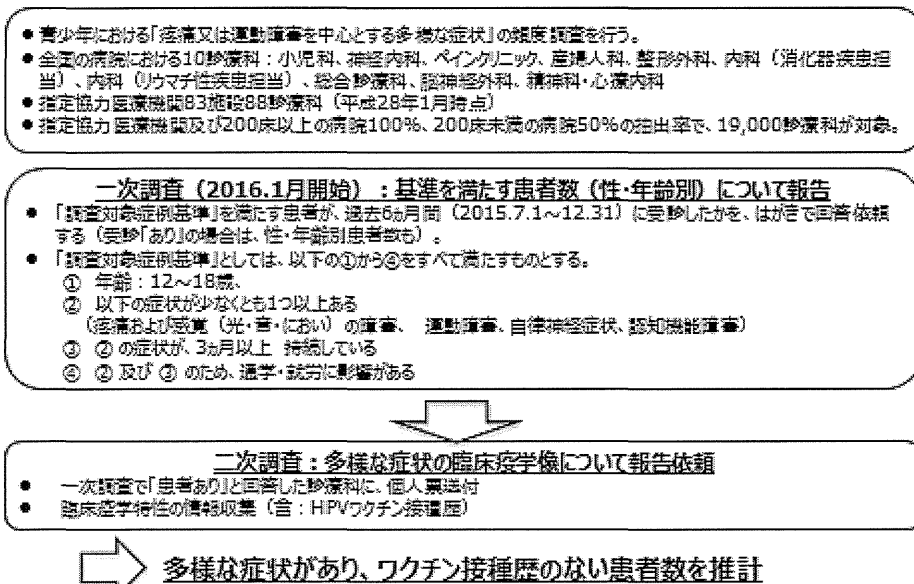 ● 青少年における「疼痛又は運動障害を中心とする多様な症状」の頻度調査を行う。
● 全国の病院における10診療科：小児科、神経内科、ペインクリニック、産婦人科、整形外科、内科（消化器疾患担
当）、内科（リウマチ性疾患担当）、総合診療科、脳神経外科、精神科・心療内科
● 指定協力医療機関83施設88診療科（平成28年1月時点）
● 指定協力医療機関及び200床以上の病院100%、200床未満の病院50%の抽出率で、19,000診療科が対象。
一次調査（2016.1月開始）：基準を満たす患者数（性・年齢別）について報告
● 「調査対象症例基準」を満たす患者が、過去6ヵ月間（2015.7.1～12.31）に受診したかを、はがきで回答依頼
する（受診「あり」の場合は、性・年齢別患者数も）。
● 「調査対象症例基準」としては、以下の①から④をすべて満たすものとする。
① 年齢：12～18歳、
② 以下の症状が少なくとも1つ以上ある
（疼痛および感覚（光・音・におい）の障害、 運動障害、自律神経症状、認知機能障害）
③ ②の症状が、3ヵ月以上 持続している
④ ② 及び ③ のため、通学・就労に影響がある
二次調査：多様な症状の臨床疫学像について報告依頼
● 一次調査で「患者あり」と回答した診療科に、個人票送付
● 臨床疫学特性の情報収集（含：HPVワクチン接種歴）
多様な症状があり、ワクチン接種歴のない患者数を推計